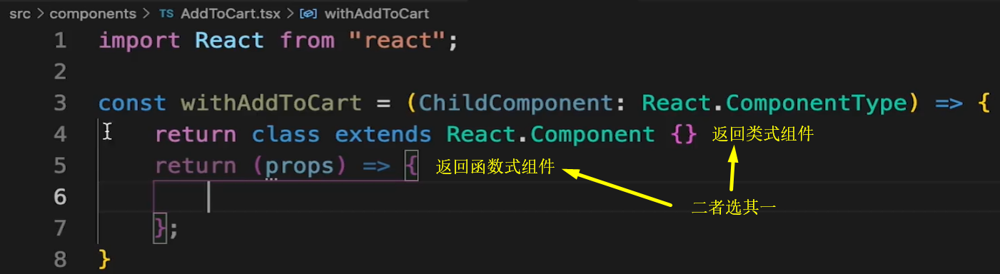 src > components > TS AddToCart.tsx > withAddToCart
1 import React from "react";
2
3 const withAddToCart = (ChildComponent: React.ComponentType) => {
4 return class extends React.Component {} 返回类式组件
5 return (props) => { 返回函数式组件
6 二者选其一
7 };
8 }